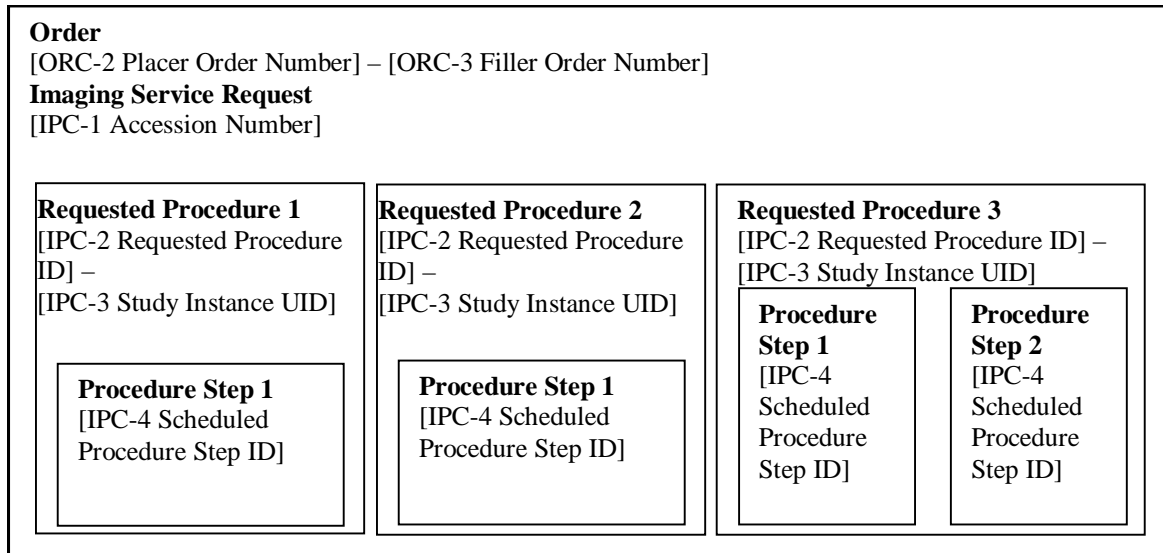 Order
[ORC-2 Placer Order Number] – [ORC-3 Filler Order Number]
Imaging Service Request
[IPC-1 Accession Number]
Requested Procedure 1
[IPC-2 Requested Procedure
ID] –
[IPC-3 Study Instance UID]
Procedure Step 1
[IPC-4 Scheduled
Procedure Step ID]
Requested Procedure 2
[IPC-2 Requested Procedure
ID] –
[IPC-3 Study Instance UID]
Procedure Step 1
[IPC-4 Scheduled
Procedure Step ID]
Requested Procedure 3
[IPC-2 Requested Procedure ID] –
[IPC-3 Study Instance UID]
Procedure
Step 1
[IPC-4
Scheduled
Procedure
Step ID]
Procedure
Step 2
[IPC-4
Scheduled
Procedure
Step ID]